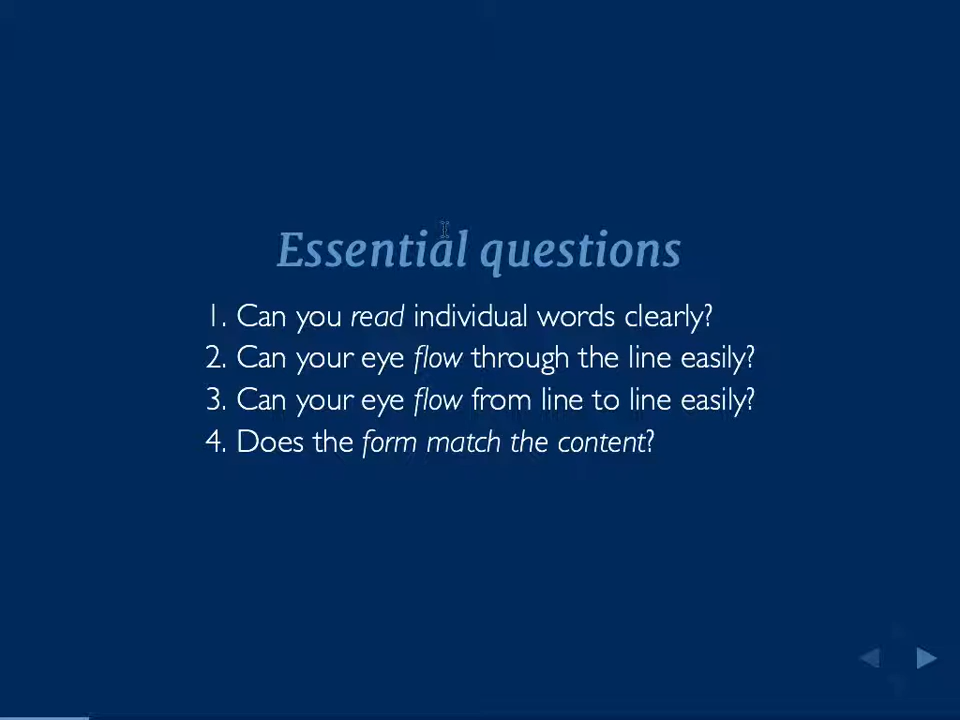 Essential questions
1. Can you read individual words clearly?
2. Can your eye flow through the line easily?
3. Can your eye flow from line to line easily?
4. Does the form match the content?